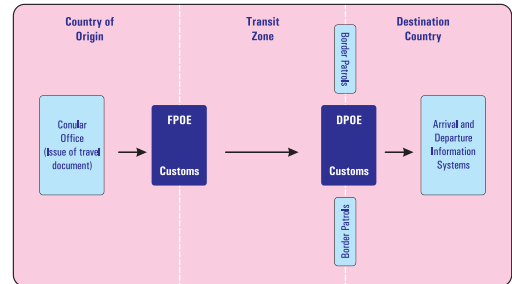 Country of
Origin
Transit
Zone
Destination
Country
Border Patrols
Conular
Office
(Issue of travel
document)
FPOE
Customs
DPOE
Customs
Arrival and
Departure
Information
Systems
Border Patrols